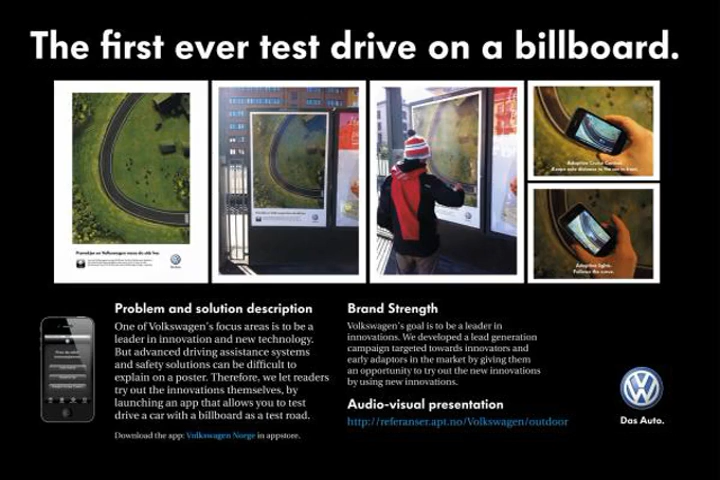 The first ever test drive on a billboard.
Adaptive Cruise Control.
Adaptive lights.
Follows the curve.
Problem and solution description
One of Volkswagen's focus areas is to be a
leader in innovation and new technology.
But advanced driving assistance systems
and safety solutions can be difficult to
explain on a poster. Therefore, we let readers
try out the innovations themselves, by
launching an app that allows you to test
drive a car with a billboard as a test road.
Download the app: Volkswagen Norge in appstore.
Brand Strength
Volkswagen's goal is to be a leader in
innovations. We developed a lead generation
campaign targeted towards innovators and
early adaptors in the market by giving them
an opportunity to try out the new innovations
by using new innovations.
Audio-visual presentation
http://referanser.apt.no/Volkswagen/outdoor
Das Auto.